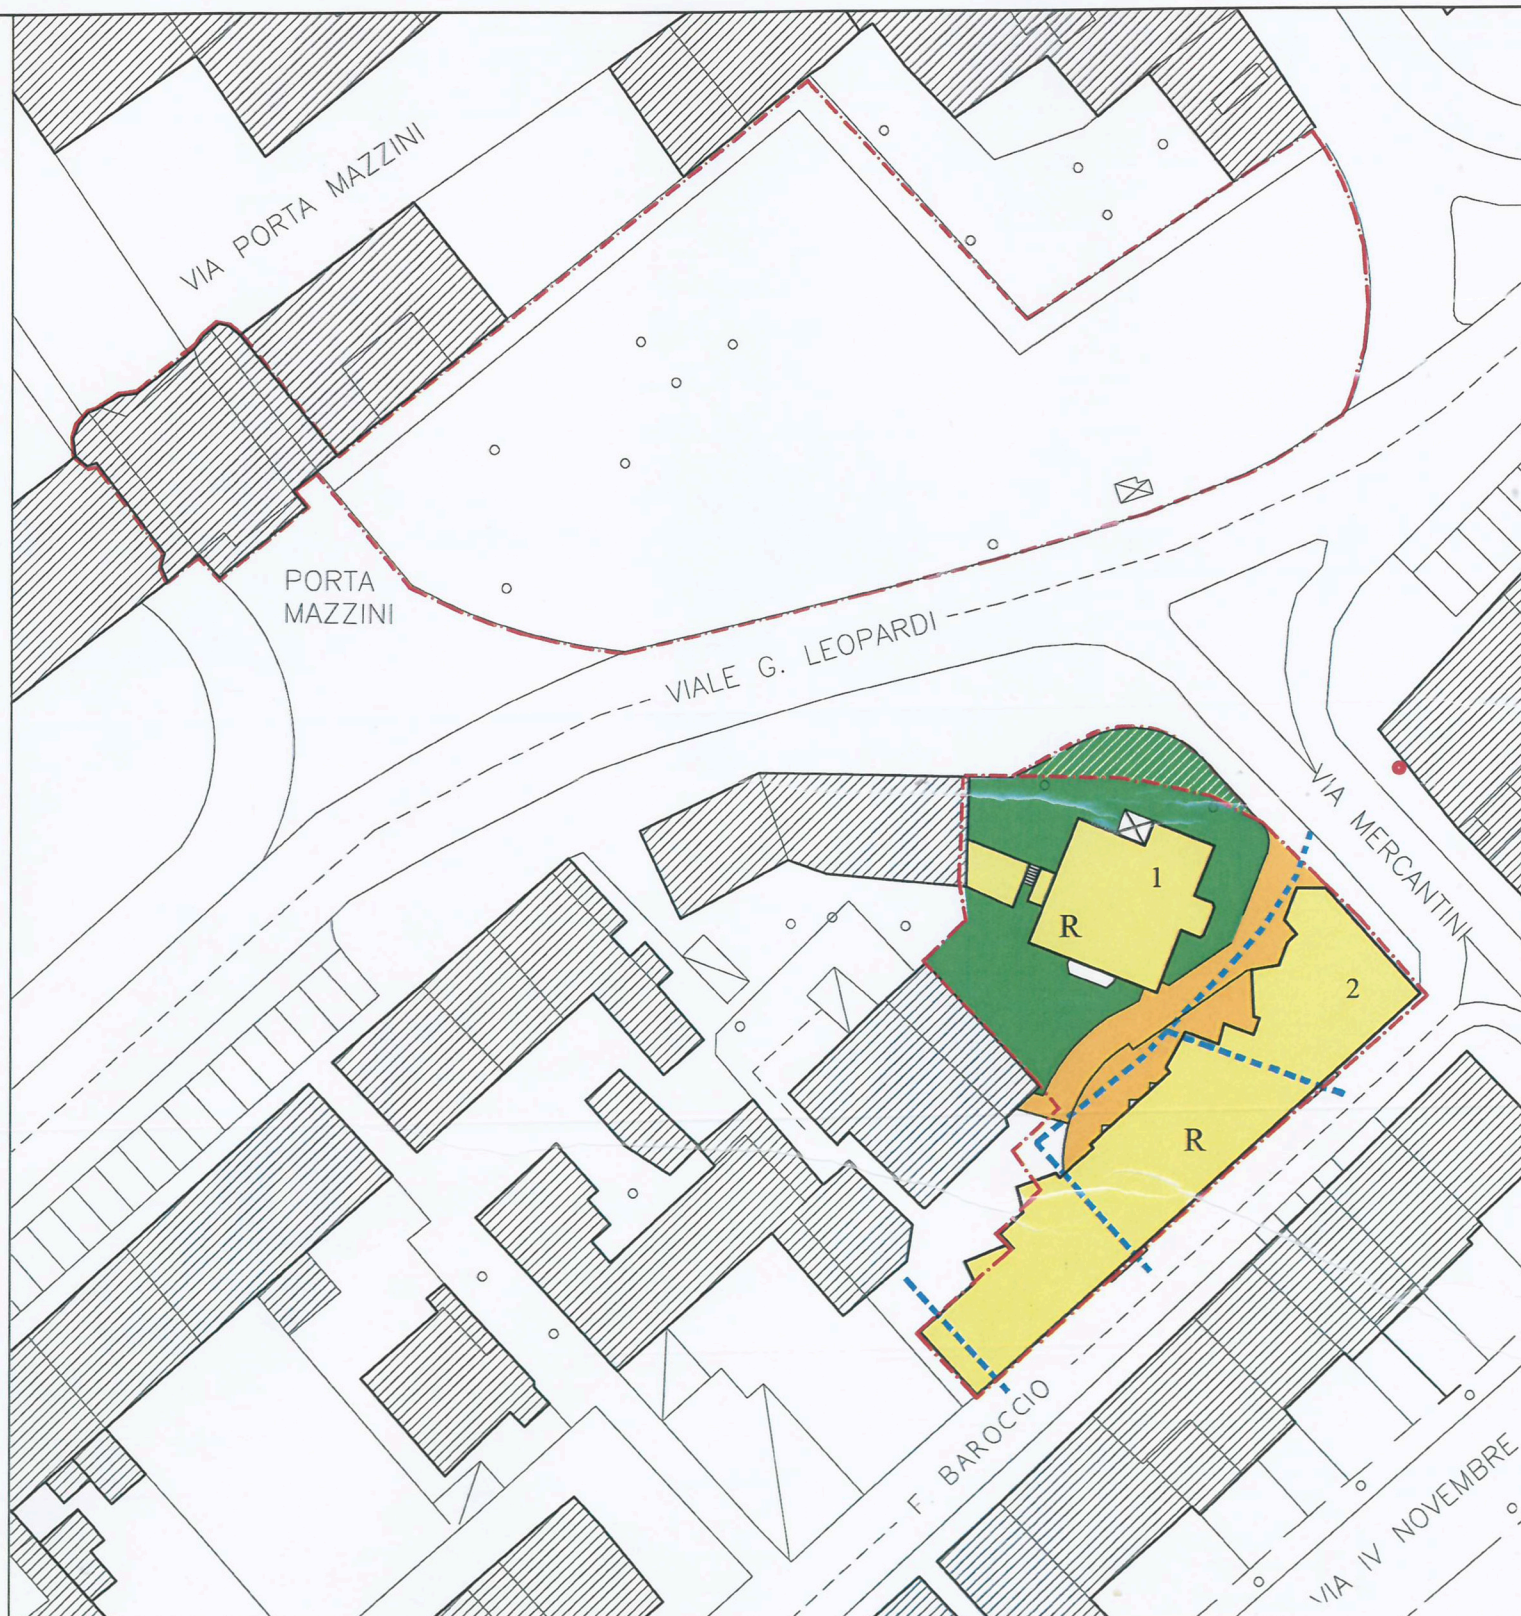 VIA PORTA MAZZINI
PORTA
MAZZINI
VIALE G. LEOPARDI
VIA MERCANTINI
1
R
2
R
F. BAROCCIO
VIA IV NOVEMBRE